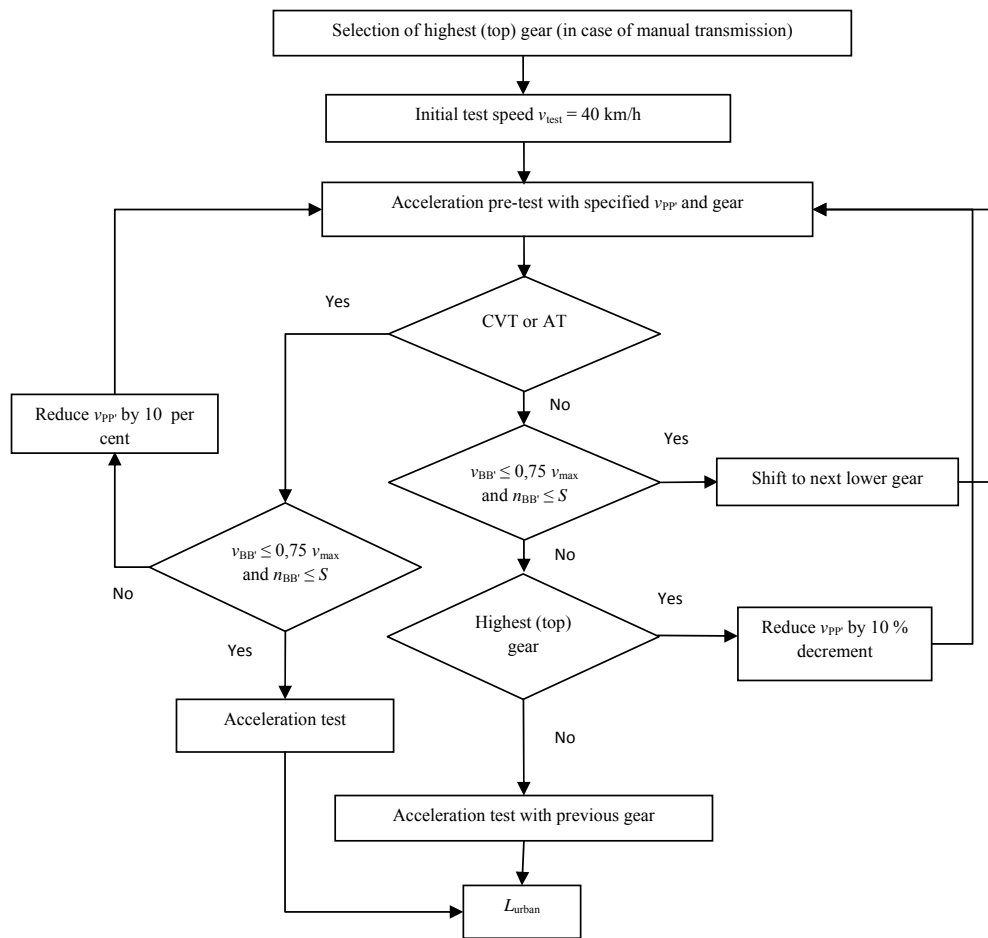 Selection of highest (top) gear (in case of manual transmission)
Initial test speed vtest = 40 km/h
Acceleration pre-test with specified vPP' and gear
Yes
CVT or AT
No
Reduce vPP' by 10 per
cent
vBB' ≤ 0,75 vmax
and nBB' ≤ S
Yes
Shift to next lower gear
No
vBB' ≤ 0,75 vmax
and nBB' ≤ S
No
Yes
Highest (top)
gear
Yes
Reduce vPP' by 10 %
decrement
Acceleration test
No
Acceleration test with previous gear
Lurban